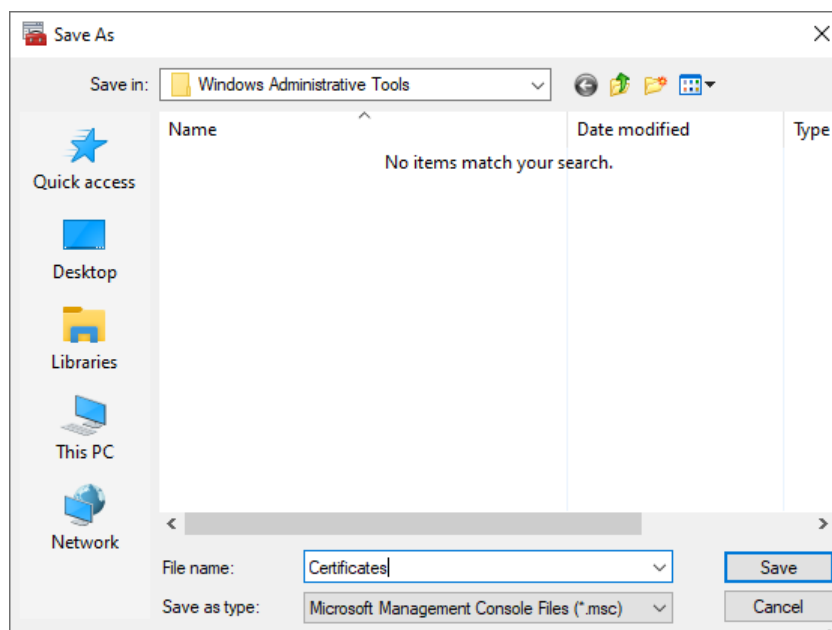 Save As
Save in: Windows Administrative Tools
Name Date modified Type
No items match your search.
Quick access
Desktop
Libraries
This PC
Network
File name: Certificates Save
Save as type: Microsoft Management Console Files (*.msc) Cancel